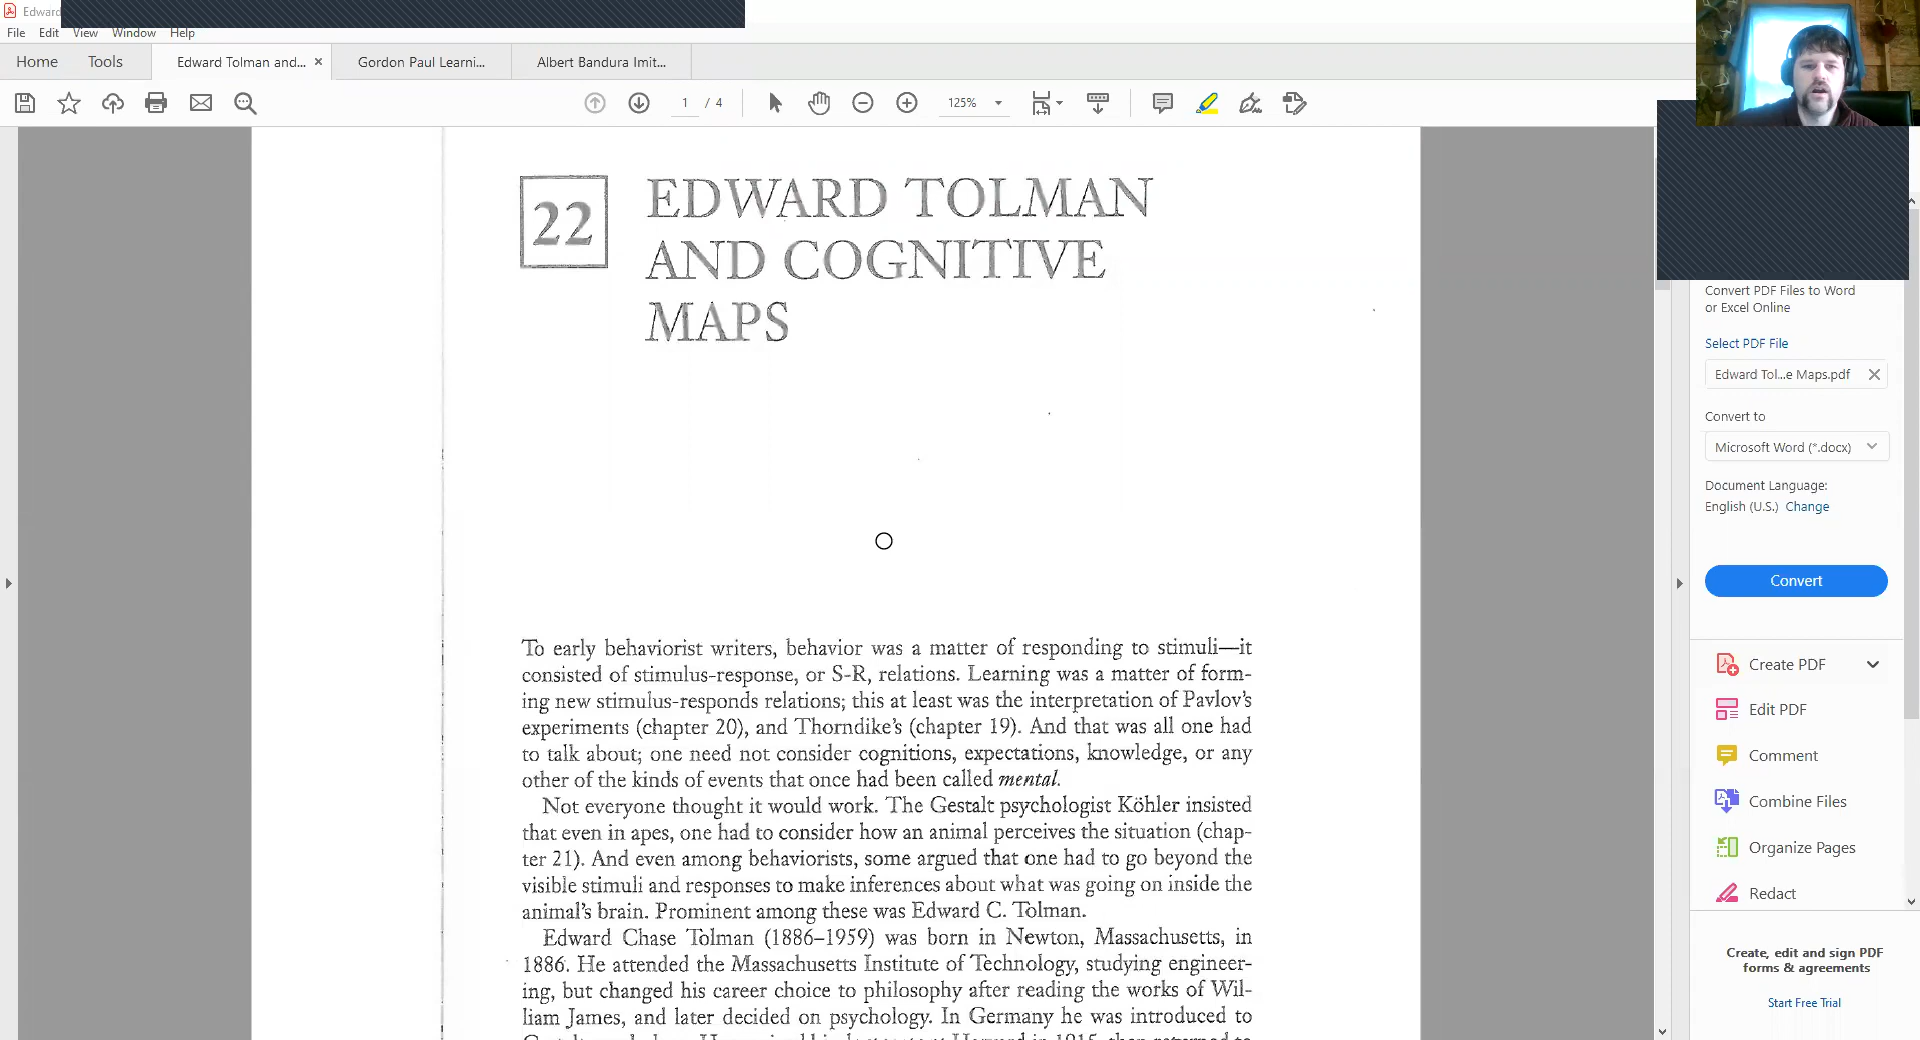 Edward
File Edit View Window Help
Home Tools Edward Tolman and... × Gordon Paul Learni... Albert Bandura Imit...
1 / 4 125%
22
EDWARD TOLMAN
AND COGNITIVE
MAPS
To early behaviorist writers, behavior was a matter of responding to stimuli—it
consisted of stimulus-response, or S-R, relations. Learning was a matter of form-
ing new stimulus-responds relations; this at least was the interpretation of Pavlov's
experiments (chapter 20), and Thorndike's (chapter 19). And that was all one had
to talk about; one need not consider cognitions, expectations, knowledge, or any
other of the kinds of events that once had been called mental.
Not everyone thought it would work. The Gestalt psychologist Köhler insisted
that even in apes, one had to consider how an animal perceives the situation (chap-
ter 21). And even among behaviorists, some argued that one had to go beyond the
visible stimuli and responses to make inferences about what was going on inside the
animal's brain. Prominent among these was Edward C. Tolman.
Edward Chase Tolman (1886–1959) was born in Newton, Massachusetts, in
1886. He attended the Massachusetts Institute of Technology, studying engineer-
ing, but changed his career choice to philosophy after reading the works of Wil-
liam James, and later decided on psychology. In Germany he was introduced to
Convert PDF Files to Word
or Excel Online
Select PDF File
Edward Tol...e Maps.pdf
Convert to
Microsoft Word (*.docx)
Document Language:
English (U.S.) Change
Convert
Create PDF
Edit PDF
Comment
Combine Files
Organize Pages
Redact
Create, edit and sign PDF
forms & agreements
Start Free Trial